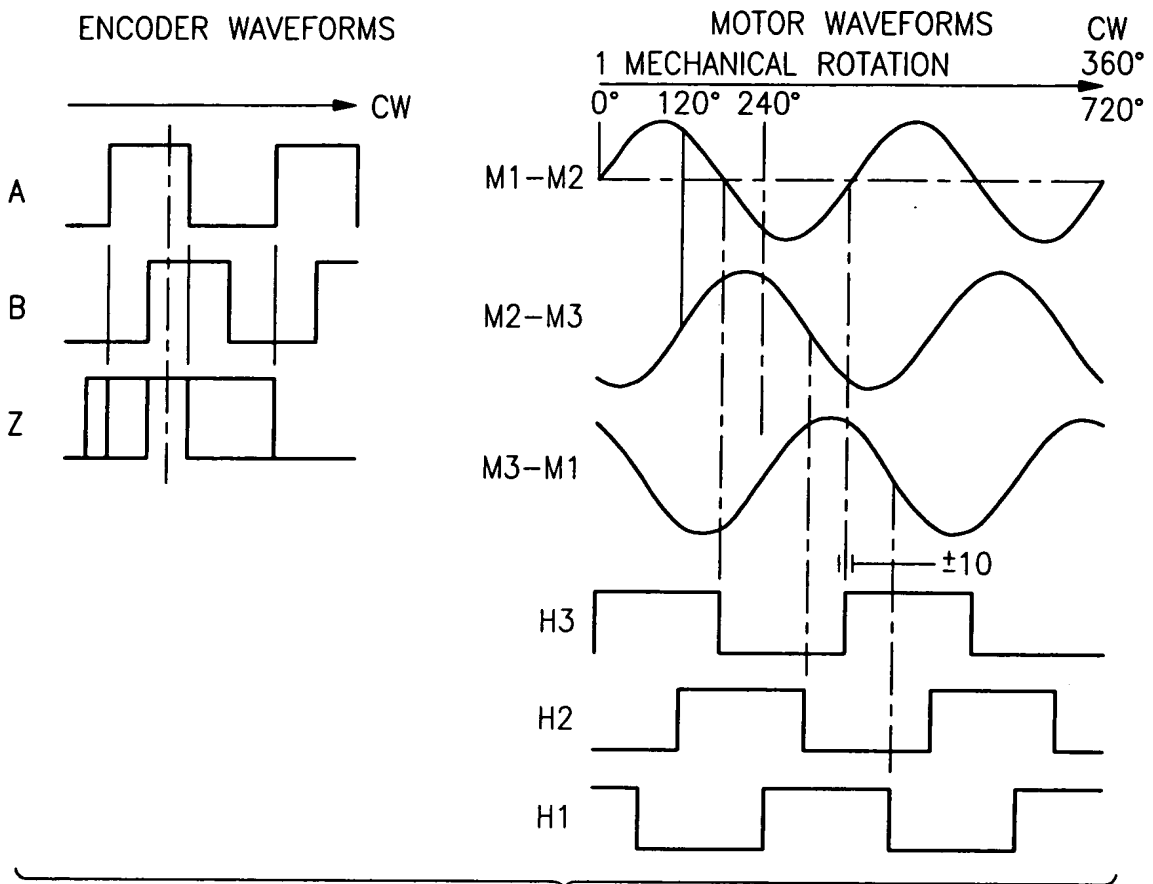 ENCODER WAVEFORMS
CW
A
B
Z
MOTOR WAVEFORMS
CW
1 MECHANICAL ROTATION
360°
0° 120° 240°
720°
M1-M2
M2-M3
M3-M1
±10
H3
H2
H1